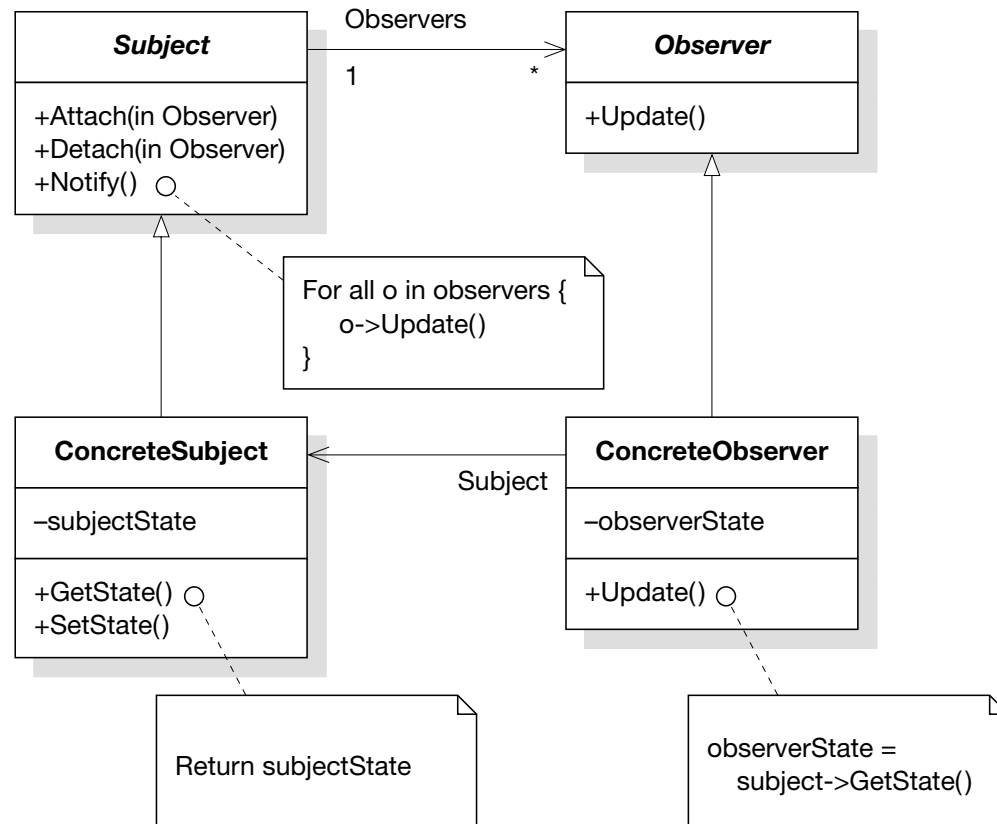 Subject
+Attach(in Observer)
+Detach(in Observer)
+Notify()
Observers
1
*
Observer
+Update()
For all o in observers {
o->Update()
}
ConcreteSubject
–subjectState
+GetState()
+SetState()
Subject
ConcreteObserver
–observerState
+Update()
Return subjectState
observerState =
subject->GetState()